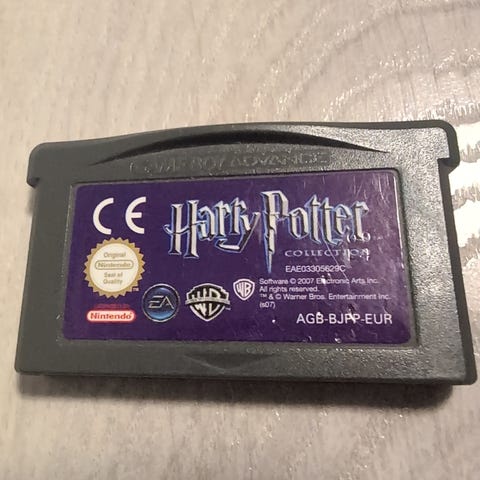 GAME BOY ADVANCE
CE
Harry Potter
COLLECTION
EAE03305629C
Original
Nintendo
Seal of
Quality
Nintendo
EA
WB
WB
Software © 2007 Electronic Arts Inc.
All rights reserved.
™ & © Warner Bros. Entertainment Inc.
(s07)
AGB-BJPP-EUR